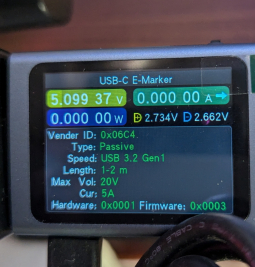 USB-C E-Marker
5.099 37 V 0.000 00 A
0.000 00 W D+ 2.734V D- 2.662V
Vender ID: 0x06C4
Type: Passive
Speed: USB 3.2 Gen1
Length: 1-2 m
Max Vol: 20V
Cur: 5A
Hardware: 0x0001 Firmware: 0x0003